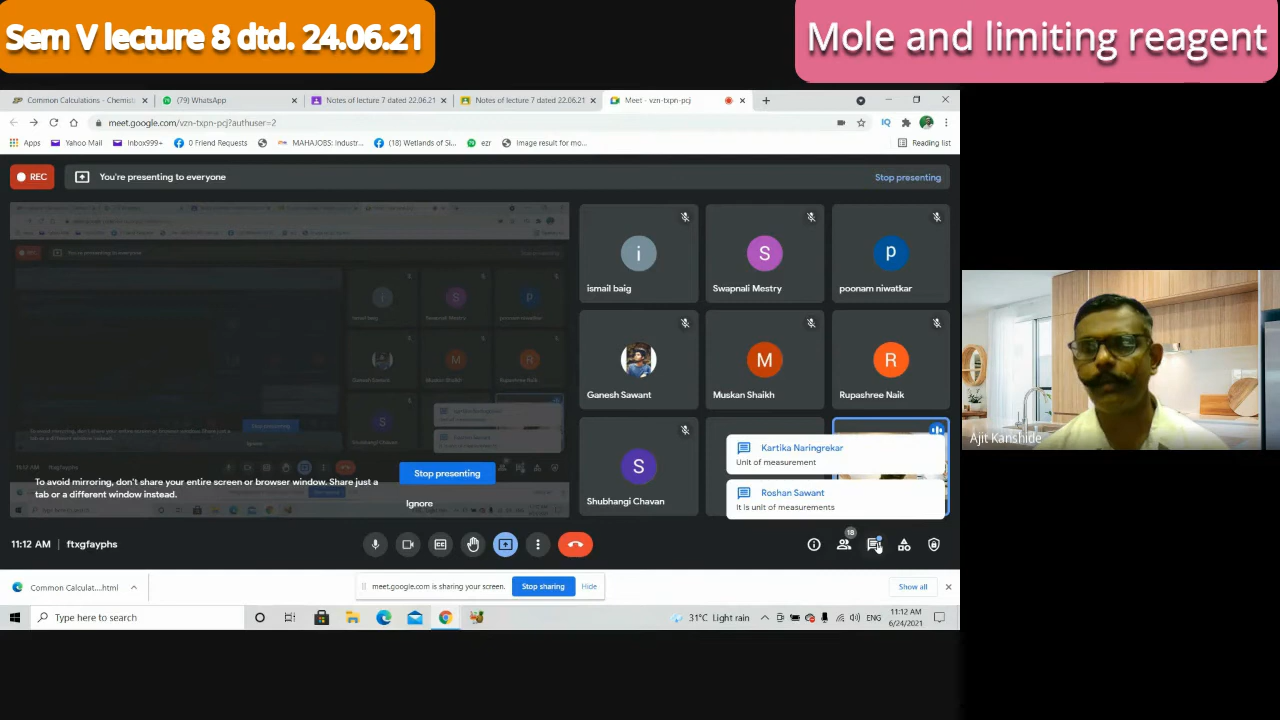 Sem V lecture 8 dtd. 24.06.21
Mole and limiting reagent
Common Calculations - Chemist
(79) WhatsApp
Notes of lecture 7 dated 22.06.21
Notes of lecture 7 dated 22.06.21
Meet - vzn-txpn-pcj
meet.google.com/vzn-txpn-pcj?authuser=2
IQ
Apps
Yahoo Mail
Inbox999+
0 Friend Requests
MAHAJOBS: Industr...
(18) Wetlands of Si...
ezr
Image result for mo...
Reading list
REC
You're presenting to everyone
Stop presenting
i
ismail baig
S
Swapnali Mestry
p
poonam niwatkar
Ganesh Sawant
M
Muskan Shaikh
R
Rupashree Naik
S
Shubhangi Chavan
Kartika Naringrekar
Unit of measurement
Roshan Sawant
It is unit of measurements
Ajit Kanshide
Stop presenting
To avoid mirroring, don't share your entire screen or browser window. Share just a
tab or a different window instead.
Ignore
11:12 AM | ftxgfayphs
18
Common Calculat....html
meet.google.com is sharing your screen.
Stop sharing
Hide
Show all
Type here to search
31°C Light rain
ENG
11:12 AM
6/24/2021